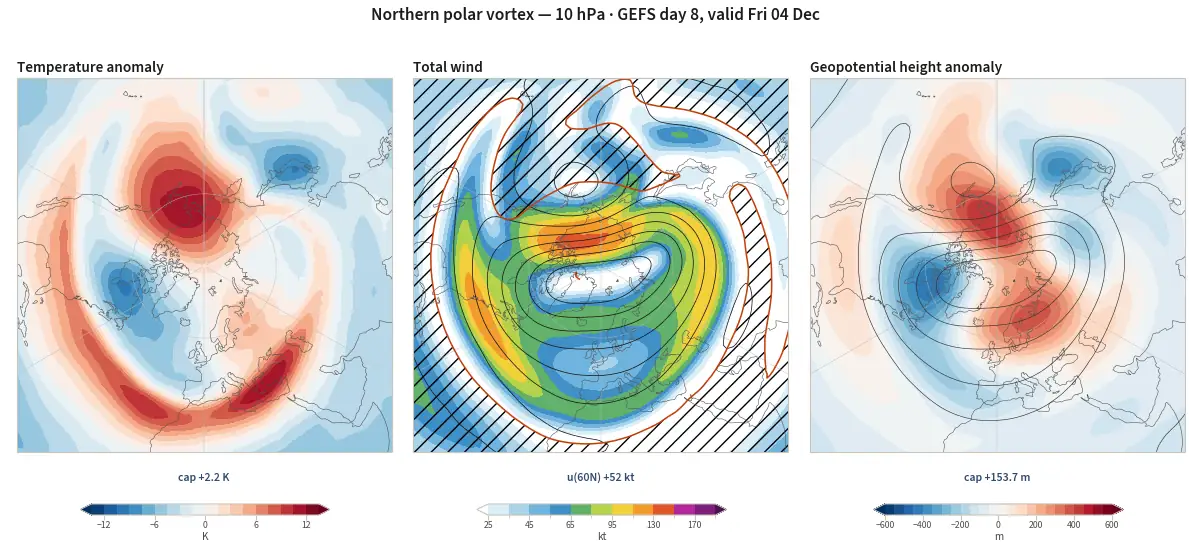 Northern polar vortex — 10 hPa · GEFS day 8, valid Fri 04 Dec
Temperature anomaly
Total wind
Geopotential height anomaly
cap +2.2 K
u(60N) +52 kt
cap +153.7 m
−12 −6 0 6 12
K
25 45 65 95 130 170
kt
−600 −400 −200 0 200 400 600
m